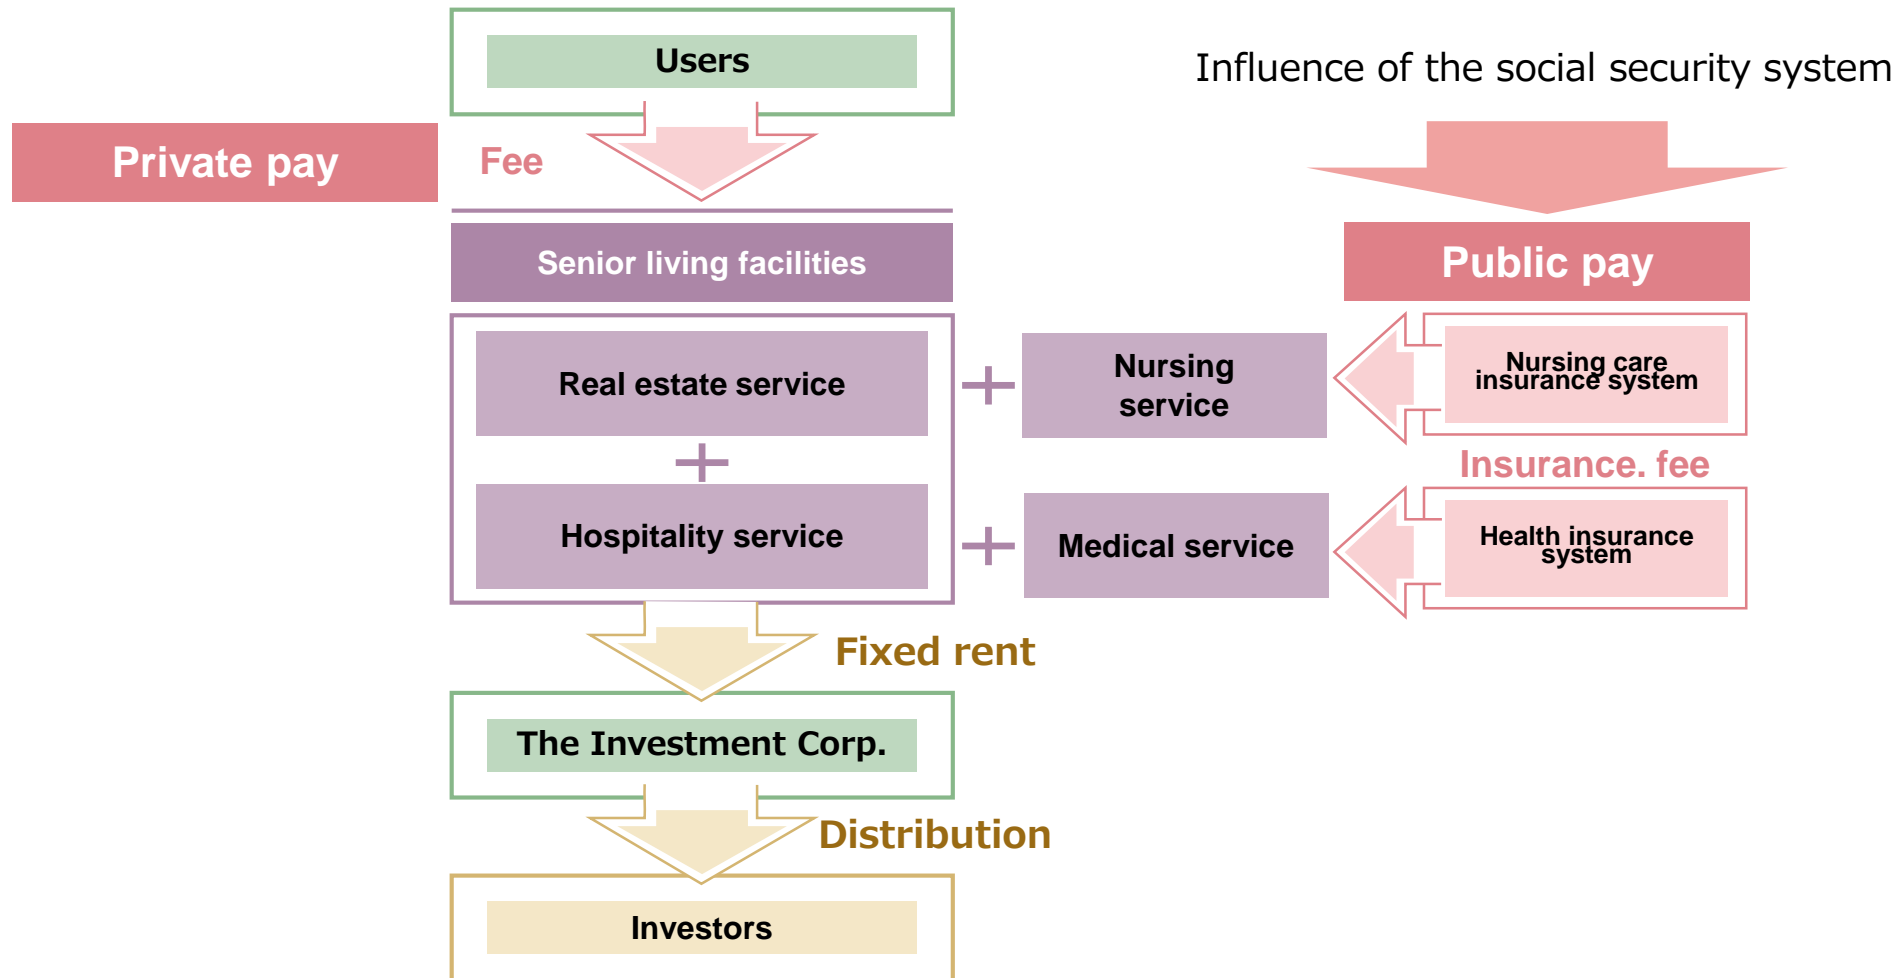 Users
Influence of the social security system
Private pay
Fee
Senior living facilities
Public pay
Real estate service
Nursing
service
Nursing care
insurance system
Insurance. fee
Hospitality service
Medical service
Health insurance
system
Fixed rent
The Investment Corp.
Distribution
Investors